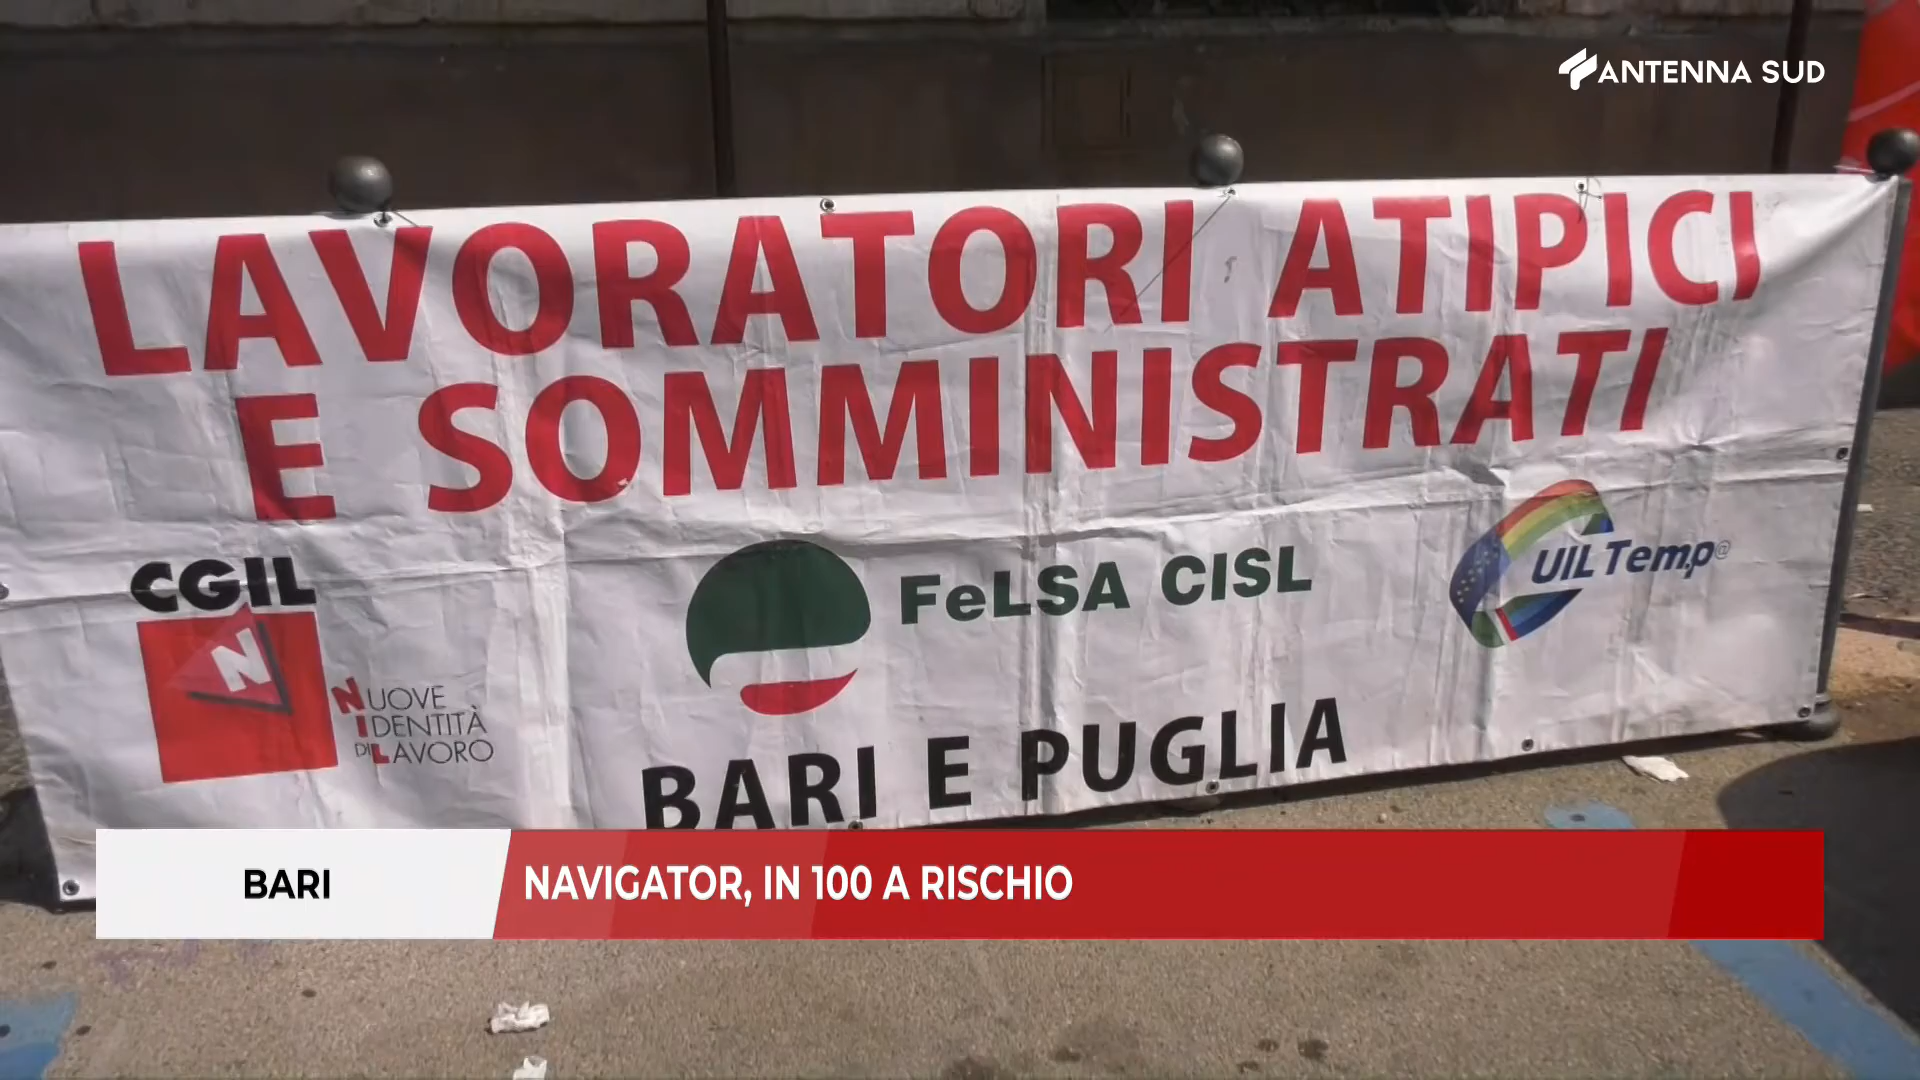 ANTENNA SUD
LAVORATORI ATIPICI
E SOMMINISTRATI
CGIL
N
NUOVE
IDENTITÀ
DI LAVORO
FeLSA CISL
UIL Temp@
BARI E PUGLIA
BARI
NAVIGATOR, IN 100 A RISCHIO